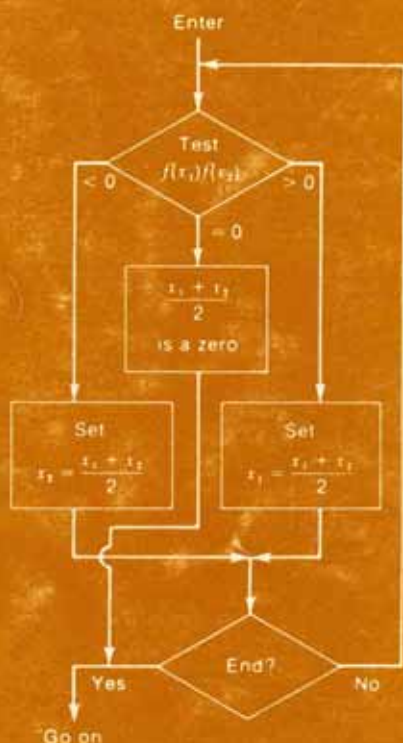 Enter
Test
f(x₁)f(x₂)
< 0
> 0
= 0
x₁ + x₂
2
is a zero
Set
x₂ = x₁ + x₂
2
Set
x₁ = x₁ + x₂
2
End?
Yes
No
Go on